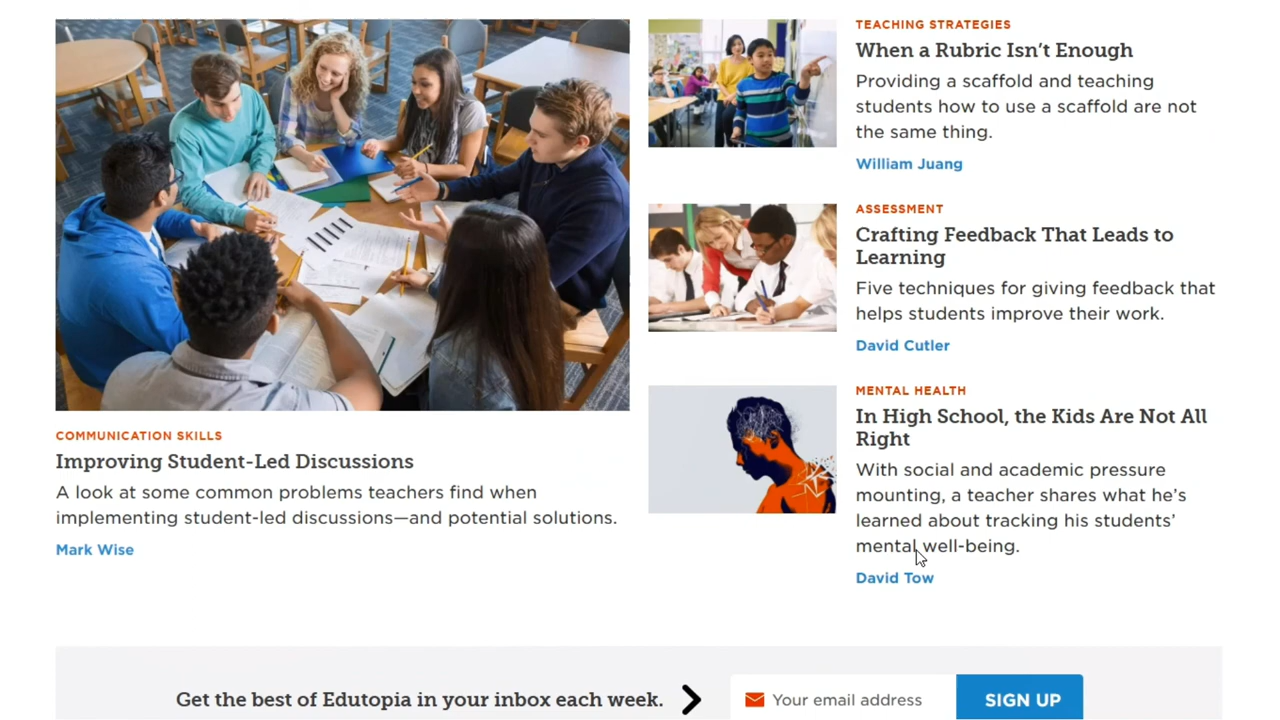 COMMUNICATION SKILLS
Improving Student-Led Discussions
A look at some common problems teachers find when
implementing student-led discussions—and potential solutions.
Mark Wise
TEACHING STRATEGIES
When a Rubric Isn't Enough
Providing a scaffold and teaching
students how to use a scaffold are not
the same thing.
William Juang
ASSESSMENT
Crafting Feedback That Leads to
Learning
Five techniques for giving feedback that
helps students improve their work.
David Cutler
MENTAL HEALTH
In High School, the Kids Are Not All
Right
With social and academic pressure
mounting, a teacher shares what he's
learned about tracking his students'
mental well-being.
David Tow
Get the best of Edutopia in your inbox each week.
Your email address
SIGN UP